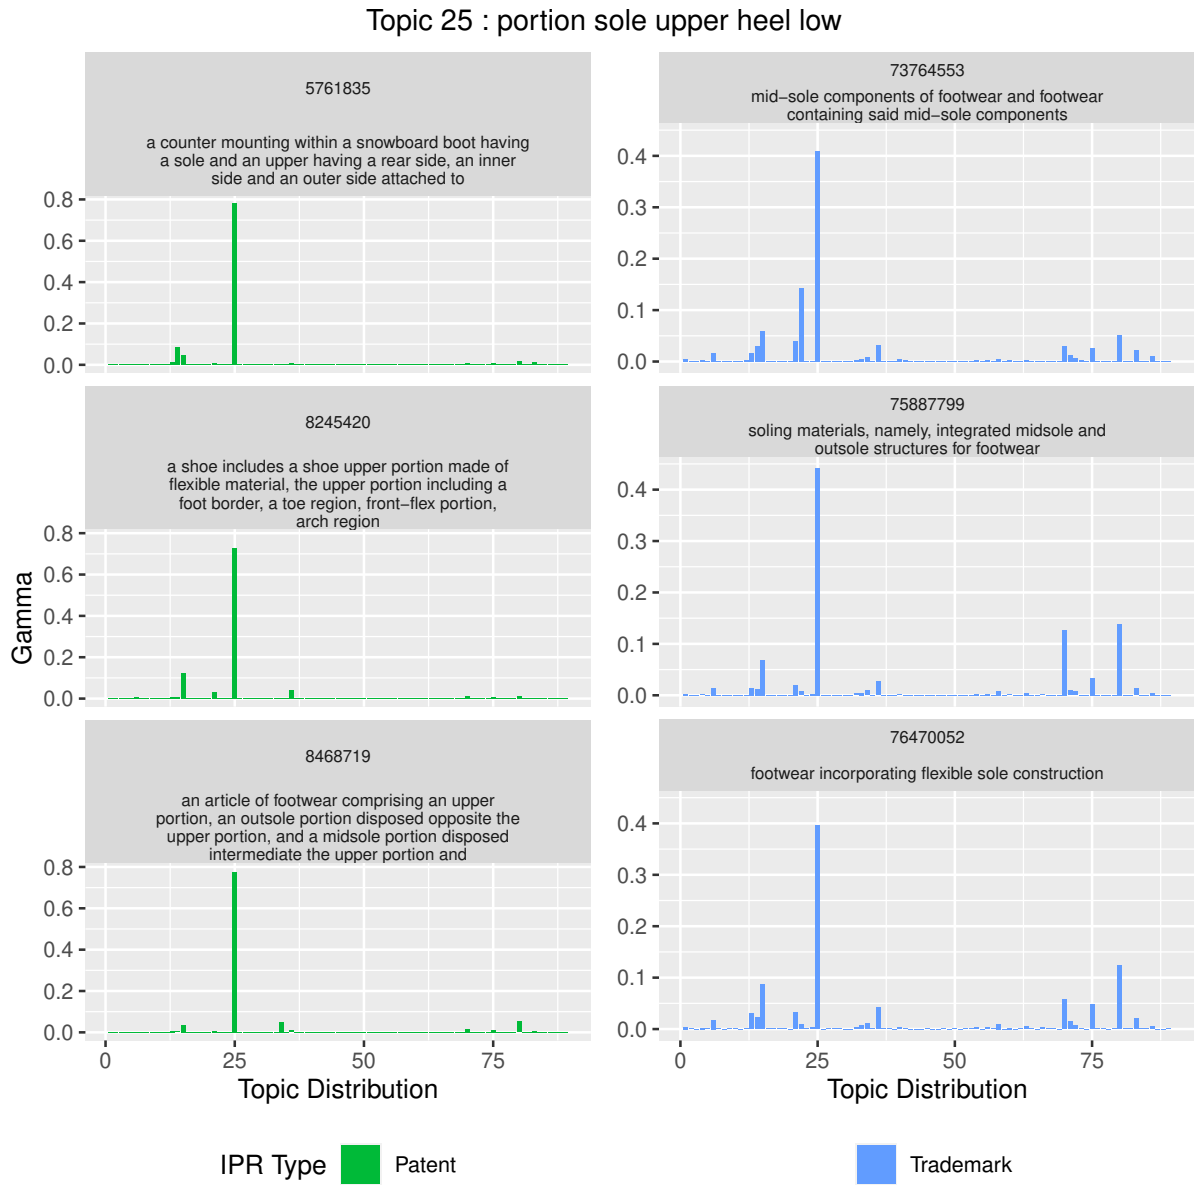 Topic 25 : portion sole upper heel low
5761835
a counter mounting within a snowboard boot having
a sole and an upper having a rear side, an inner
side and an outer side attached to
0.8
0.6
0.4
0.2
0.0
8245420
a shoe includes a shoe upper portion made of
flexible material, the upper portion including a
foot border, a toe region, front−flex portion,
arch region
0.8
0.6
0.4
0.2
0.0
8468719
an article of footwear comprising an upper
portion, an outsole portion disposed opposite the
upper portion, and a midsole portion disposed
intermediate the upper portion and
0.8
0.6
0.4
0.2
0.0
0 25 50 75
Topic Distribution
Gamma
73764553
mid−sole components of footwear and footwear
containing said mid−sole components
0.4
0.3
0.2
0.1
0.0
75887799
soling materials, namely, integrated midsole and
outsole structures for footwear
0.4
0.3
0.2
0.1
0.0
76470052
footwear incorporating flexible sole construction
0.4
0.3
0.2
0.1
0.0
0 25 50 75
Topic Distribution
IPR Type Patent Trademark